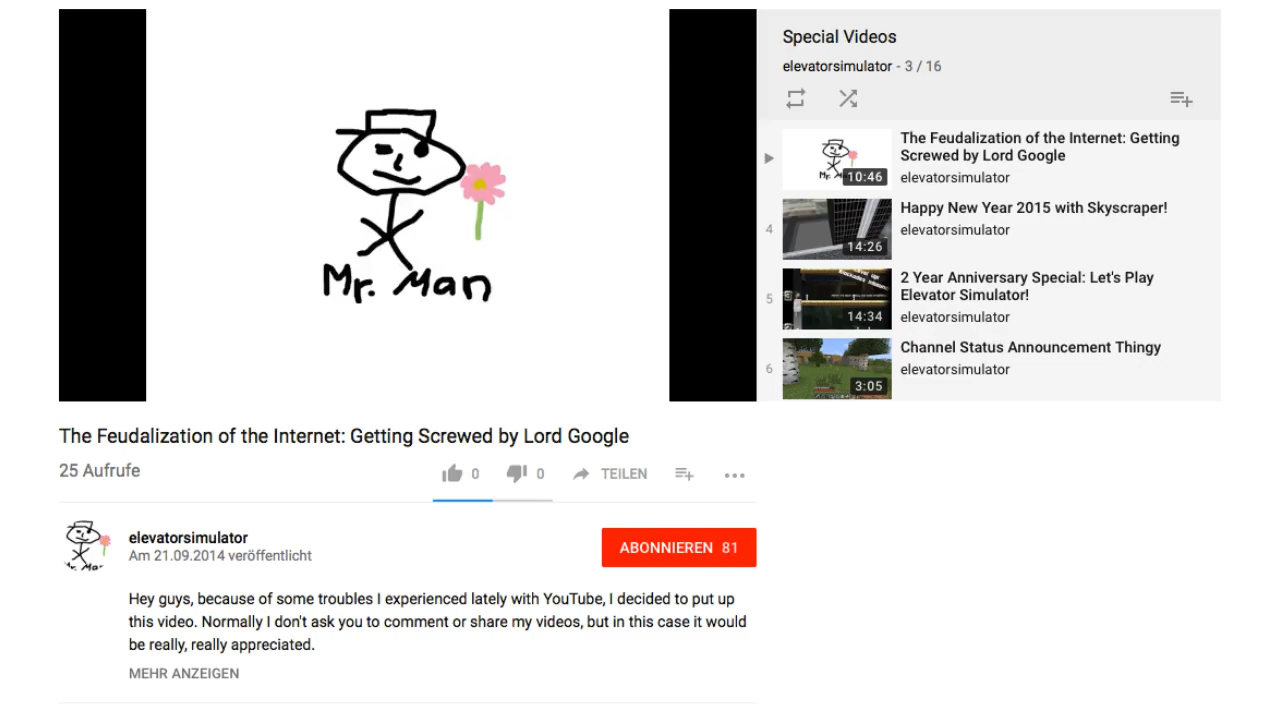 Mr. Man
Special Videos
elevatorsimulator - 3 / 16
The Feudalization of the Internet: Getting
Screwed by Lord Google
elevatorsimulator
10:46
4
Happy New Year 2015 with Skyscraper!
elevatorsimulator
14:26
5
2 Year Anniversary Special: Let's Play
Elevator Simulator!
elevatorsimulator
14:34
6
Channel Status Announcement Thingy
elevatorsimulator
3:05
The Feudalization of the Internet: Getting Screwed by Lord Google
25 Aufrufe
0
0
TEILEN
elevatorsimulator
Am 21.09.2014 veröffentlicht
ABONNIEREN 81
Hey guys, because of some troubles I experienced lately with YouTube, I decided to put up
this video. Normally I don't ask you to comment or share my videos, but in this case it would
be really, really appreciated.
MEHR ANZEIGEN